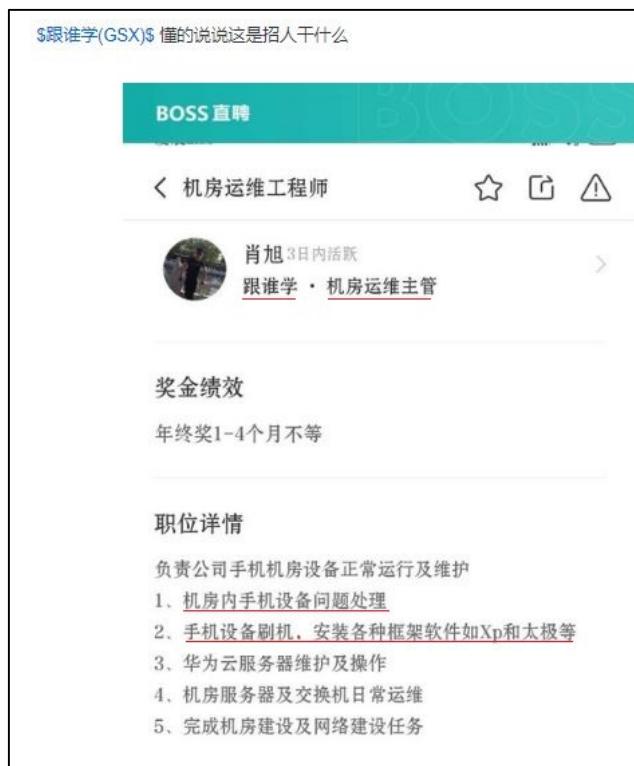 $跟谁学(GSX)$ 懂的说说这是招人干什么
BOSS直聘
机房运维工程师
肖旭 3日内活跃
跟谁学 · 机房运维主管
奖金绩效
年终奖1-4个月不等
职位详情
负责公司手机机房设备正常运行及维护
1、机房内手机设备问题处理
2、手机设备刷机，安装各种框架软件如Xp和太极等
3、华为云服务器维护及操作
4、机房服务器及交换机日常运维
5、完成机房建设及网络建设任务